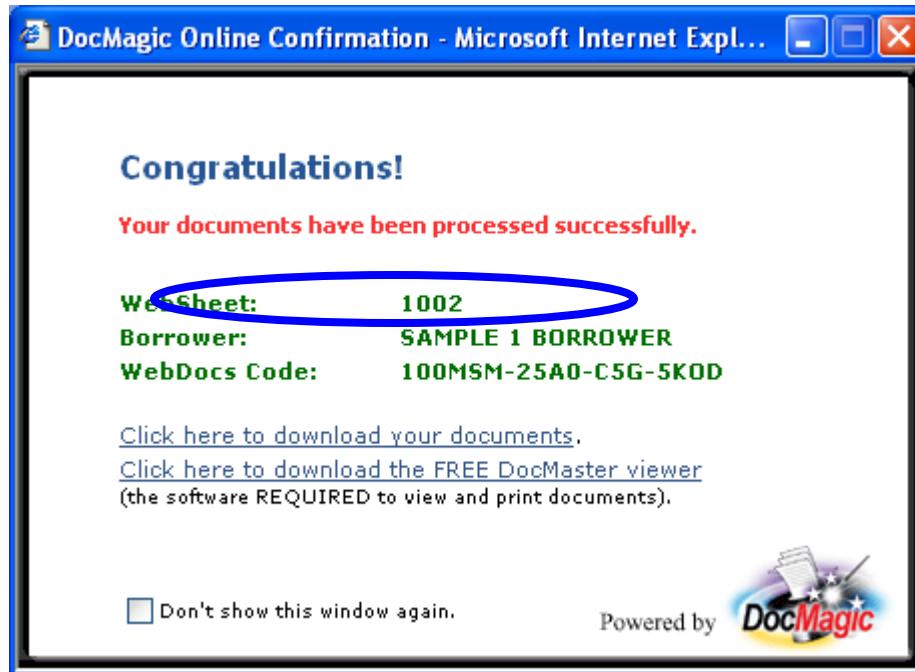 DocMagic Online Confirmation - Microsoft Internet Expl...
Congratulations!
Your documents have been processed successfully.
WebSheet: 1002
Borrower: SAMPLE 1 BORROWER
WebDocs Code: 100MSM-25A0-C5G-5KOD
Click here to download your documents.
Click here to download the FREE DocMaster viewer
(the software REQUIRED to view and print documents).
Don't show this window again.
Powered by DocMagic